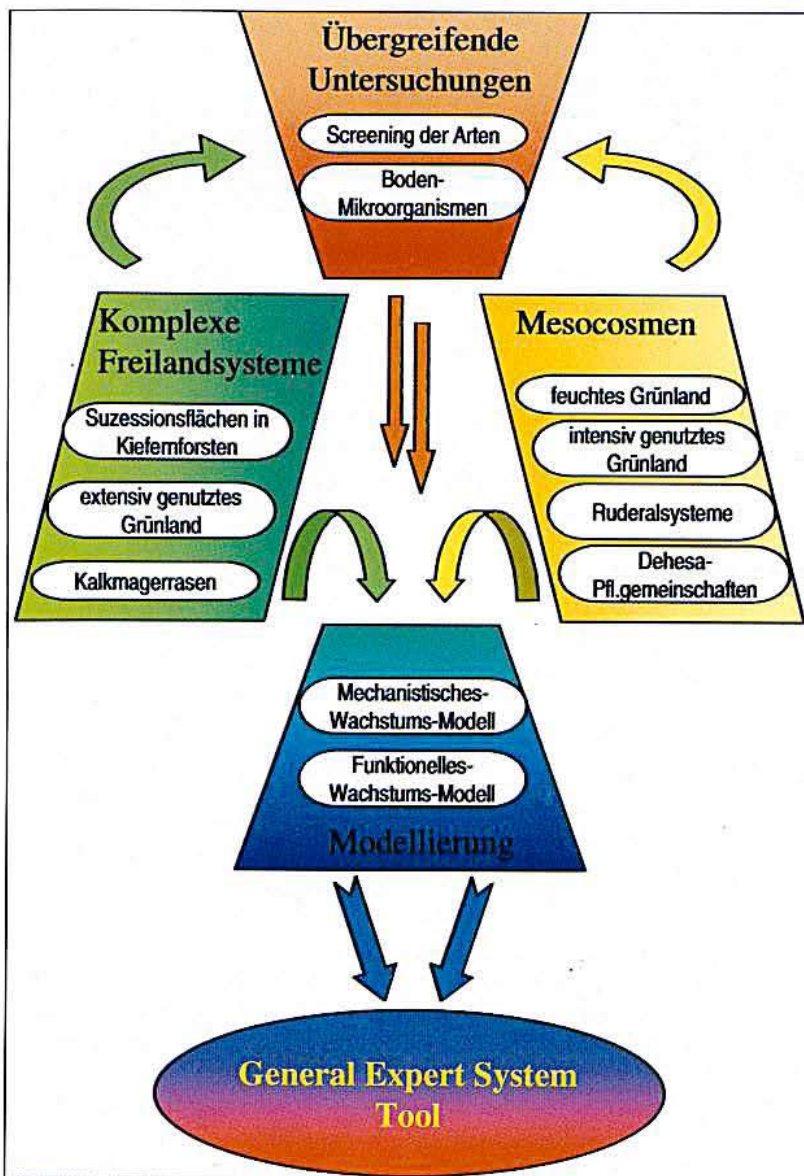 Übergreifende
Untersuchungen
Screening der Arten
Boden-
Mikroorganismen
Komplexe
Freilandsysteme
Suzessionsflächen in
Kiefernforsten
extensiv genutztes
Grünland
Kalkmagerrasen
Mesocosmen
feuchtes Grünland
intensiv genutztes
Grünland
Ruderalsysteme
Dehesa-
Pfl.gemeinschaften
Mechanistisches-
Wachstums-Modell
Funktionelles-
Wachstums-Modell
Modellierung
General Expert System
Tool